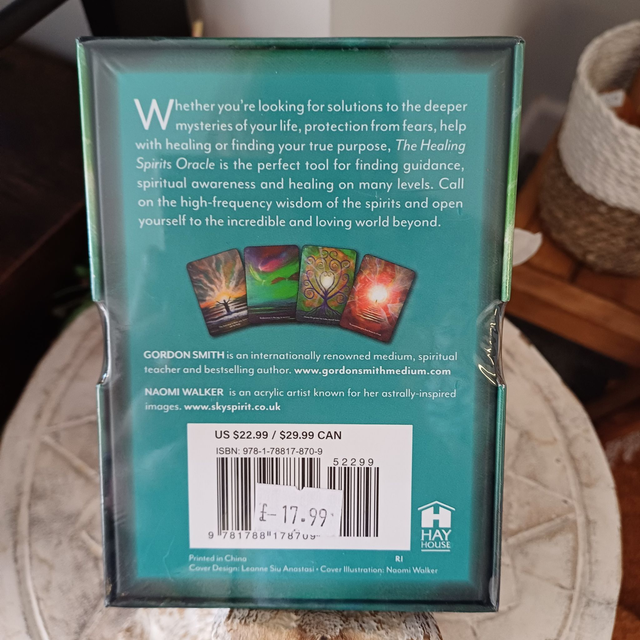 Whether you're looking for solutions to the deeper
mysteries of your life, protection from fears, help
with healing or finding your true purpose, The Healing
Spirits Oracle is the perfect tool for finding guidance,
spiritual awareness and healing on many levels. Call
on the high-frequency wisdom of the spirits and open
yourself to the incredible and loving world beyond.
GORDON SMITH is an internationally renowned medium, spiritual
teacher and bestselling author. www.gordonsmithmedium.com
NAOMI WALKER is an acrylic artist known for her astrally-inspired
images. www.skyspirit.co.uk
US $22.99 / $29.99 CAN
ISBN: 978-1-78817-870-9
52299
£-17.99
9 781788 178709
HAY
HOUSE
Printed in China
R1
Cover Design: Leanne Siu Anastasi • Cover Illustration: Naomi Walker